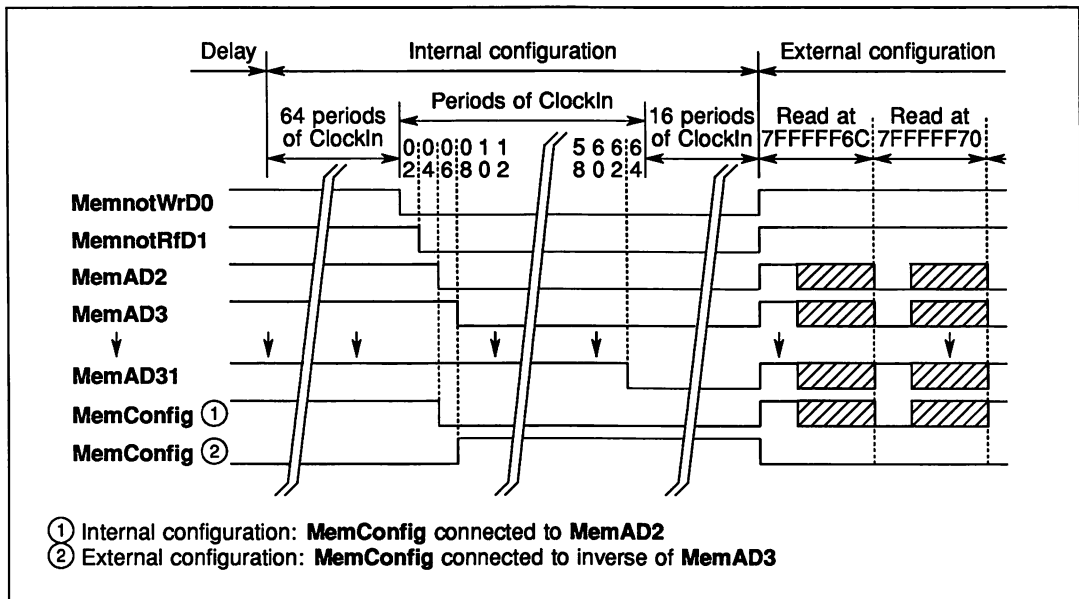 Delay Internal configuration External configuration
Periods of ClockIn
64 periods 16 periods Read at Read at
of ClockIn of ClockIn 7FFFFF6C 7FFFFF70
0 0 0 0 1 1 5 6 6 6
2 4 6 8 0 2 8 0 2 4
MemnotWrD0
MemnotRfD1
MemAD2
MemAD3
MemAD31
MemConfig ①
MemConfig ②
① Internal configuration: MemConfig connected to MemAD2
② External configuration: MemConfig connected to inverse of MemAD3